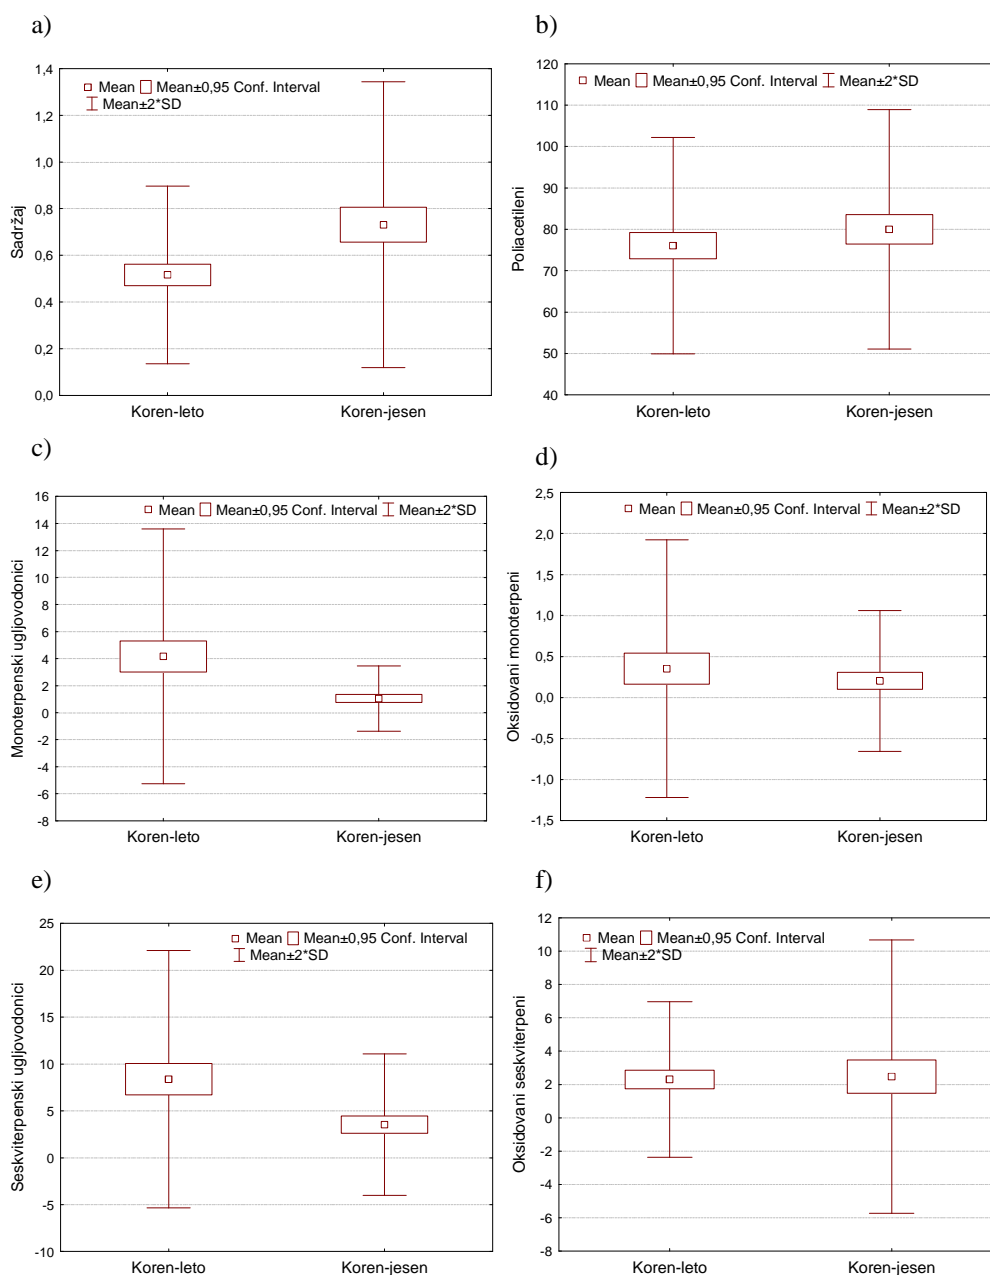 a)
1,4
1,2
1,0
0,8
0,6
0,4
0,2
0,0
Sadržaj
Mean Mean±0,95 Conf. Interval
Mean±2*SD
Koren-leto Koren-jesen
b)
120
110
100
90
80
70
60
50
40
Poliacetileni
Mean Mean±0,95 Conf. Interval Mean±2*SD
Koren-leto Koren-jesen
c)
16
14
12
10
8
6
4
2
0
-2
-4
-6
-8
Monoterpenski ugljovodonici
Mean Mean±0,95 Conf. Interval Mean±2*SD
Koren-leto Koren-jesen
d)
2,5
2,0
1,5
1,0
0,5
0,0
-0,5
-1,0
-1,5
Oksidovani monoterpeni
Mean Mean±0,95 Conf. Interval Mean±2*SD
Koren-leto Koren-jesen
e)
25
20
15
10
5
0
-5
-10
Seskviterpenski ugljovodonici
Mean Mean±0,95 Conf. Interval
Mean±2*SD
Koren-leto Koren-jesen
f)
12
10
8
6
4
2
0
-2
-4
-6
-8
Oksidovani seskviterpeni
Mean Mean±0,95 Conf. Interval
Mean±2*SD
Koren-leto Koren-jesen